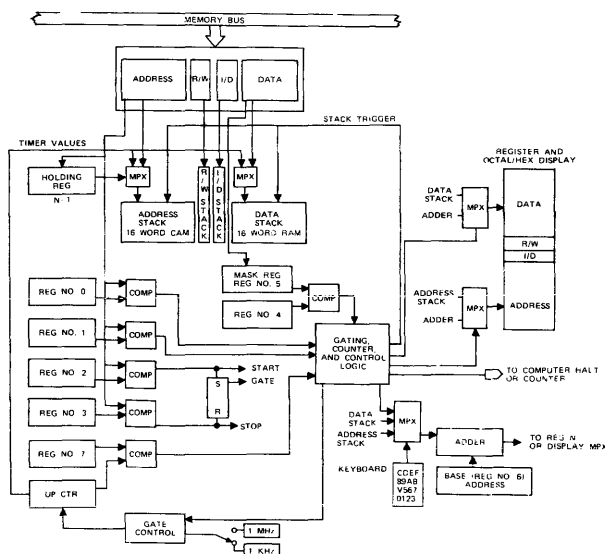 MEMORY BUS
ADDRESS
R/W
I/D
DATA
STACK TRIGGER
TIMER VALUES
REGISTER AND
OCTAL/HEX DISPLAY
HOLDING
REG
N-1
MPX
R/W STACK
I/D STACK
MPX
ADDRESS
STACK
16 WORD CAM
DATA
STACK
16 WORD RAM
DATA
STACK
ADDER
MPX
DATA
R/W
I/D
ADDRESS
ADDRESS
STACK
ADDER
MPX
MASK REG
REG NO. 5
COMP
REG NO. 4
REG NO. 0
COMP
REG NO. 1
COMP
REG NO. 2
COMP
REG NO. 3
COMP
REG NO. 7
COMP
START
GATE
S
R
STOP
GATING,
COUNTER,
AND CONTROL
LOGIC
TO COMPUTER HALT
OR COUNTER
DATA
STACK
ADDRESS
STACK
MPX
KEYBOARD
CDEF
89AB
V567
0123
ADDER
TO REG N
OR DISPLAY MPX
BASE (REG NO. 6)
ADDRESS
UP CTR
GATE
CONTROL
1 MHz
1 KHz